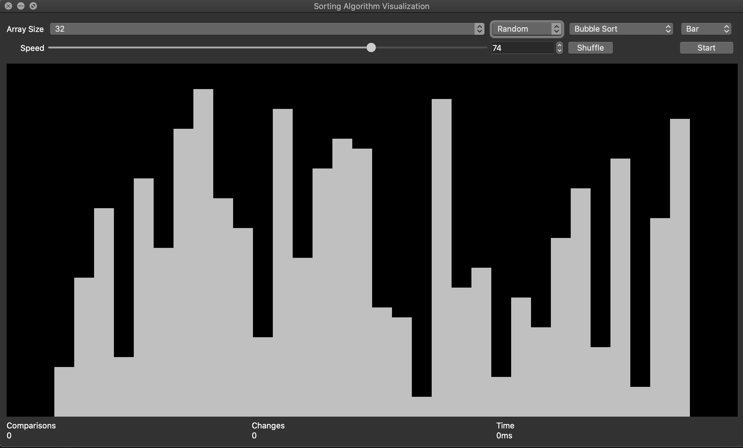 Sorting Algorithm Visualization
Array Size 32 Random Bubble Sort Bar
Speed 74 Shuffle Start
Comparisons Changes Time
0 0 0ms